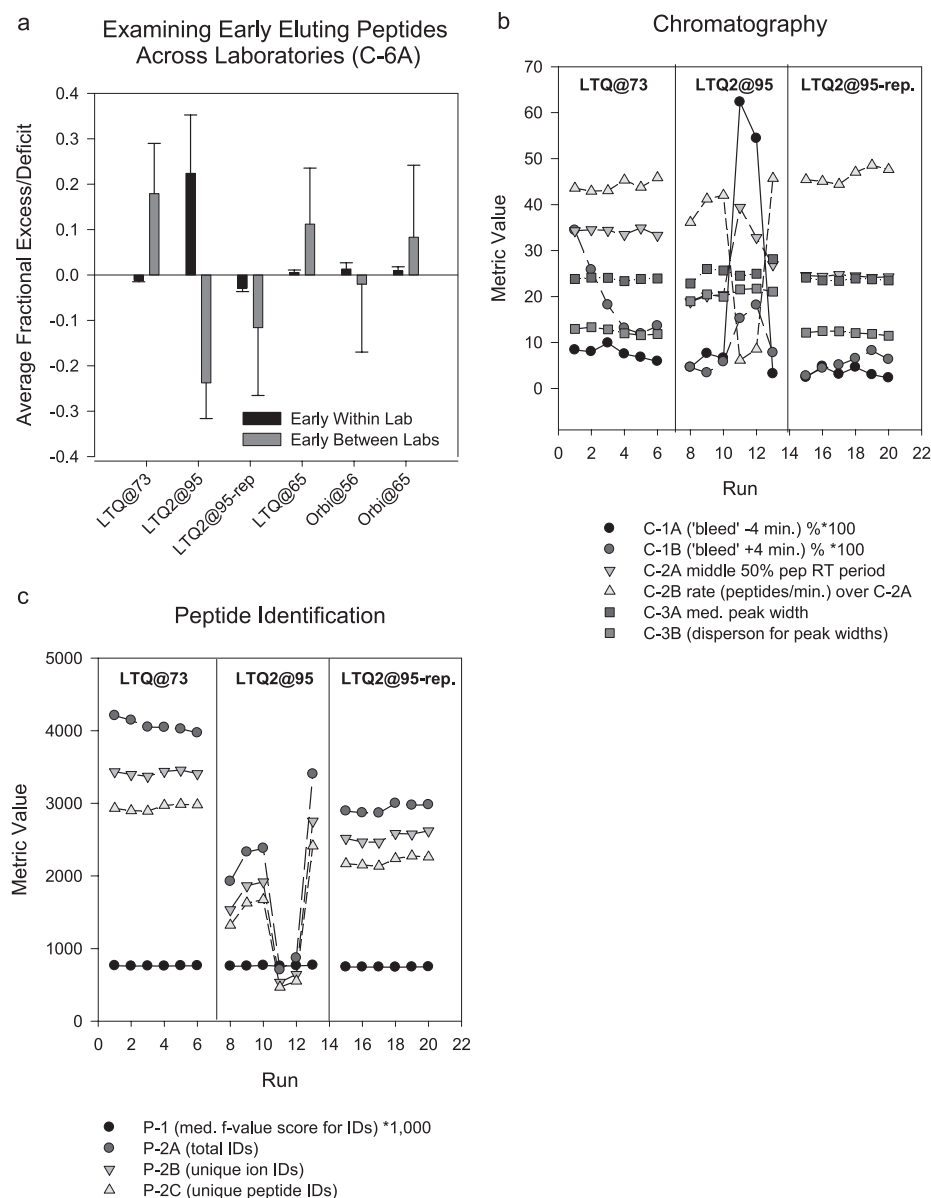 a
Examining Early Eluting Peptides
Across Laboratories (C-6A)
Average Fractional Excess/Deficit
0.4
0.3
0.2
0.1
0.0
-0.1
-0.2
-0.3
-0.4
Early Within Lab
Early Between Labs
LTQ@73
LTQ2@95
LTQ2@95-rep
LTQ@65
Orbi@56
Orbi@65
b
Chromatography
Metric Value
70
60
50
40
30
20
10
0
LTQ@73
LTQ2@95
LTQ2@95-rep.
0 2 4 6 8 10 12 14 16 18 20 22
Run
C-1A ('bleed' -4 min.) %*100
C-1B ('bleed' +4 min.) % *100
C-2A middle 50% pep RT period
C-2B rate (peptides/min.) over C-2A
C-3A med. peak width
C-3B (disperson for peak widths)
c
Peptide Identification
Metric Value
5000
4000
3000
2000
1000
0
LTQ@73
LTQ2@95
LTQ2@95-rep.
0 2 4 6 8 10 12 14 16 18 20 22
Run
P-1 (med. f-value score for IDs) *1,000
P-2A (total IDs)
P-2B (unique ion IDs)
P-2C (unique peptide IDs)